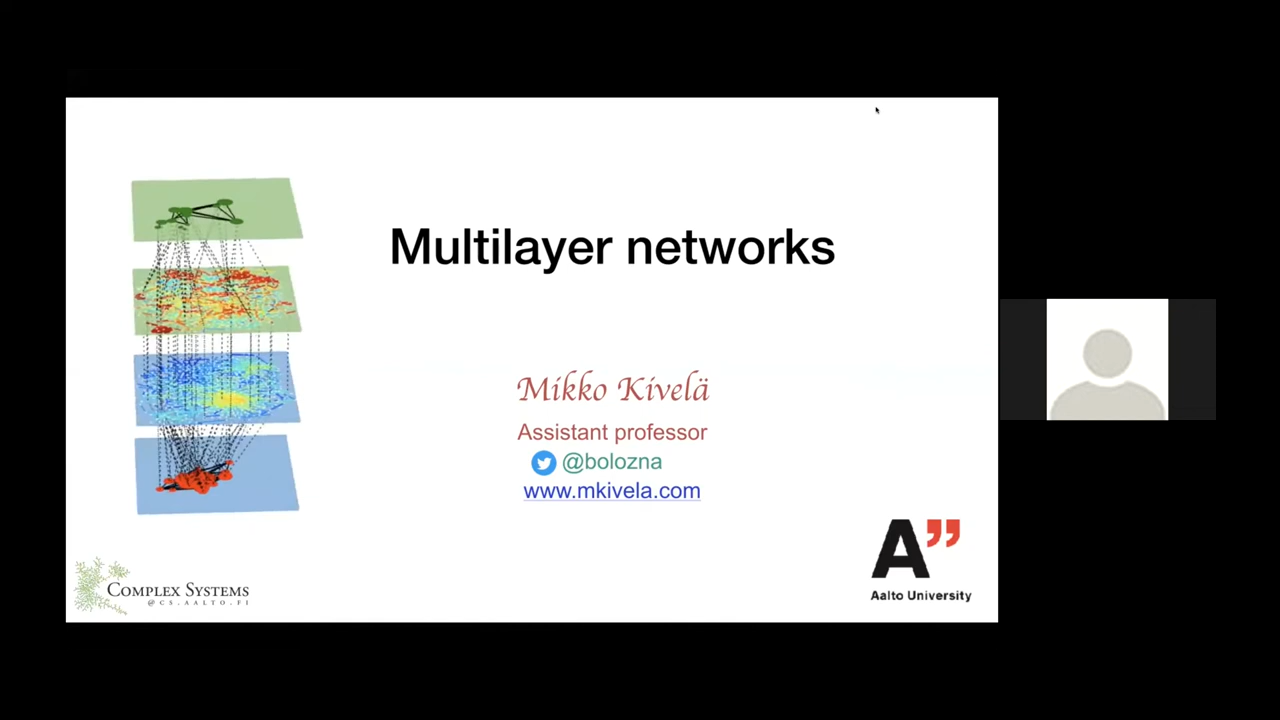 Multilayer networks
Mikko Kivelä
Assistant professor
@bolozna
www.mkivela.com
COMPLEX SYSTEMS
@CS.AALTO.FI
A”
Aalto University